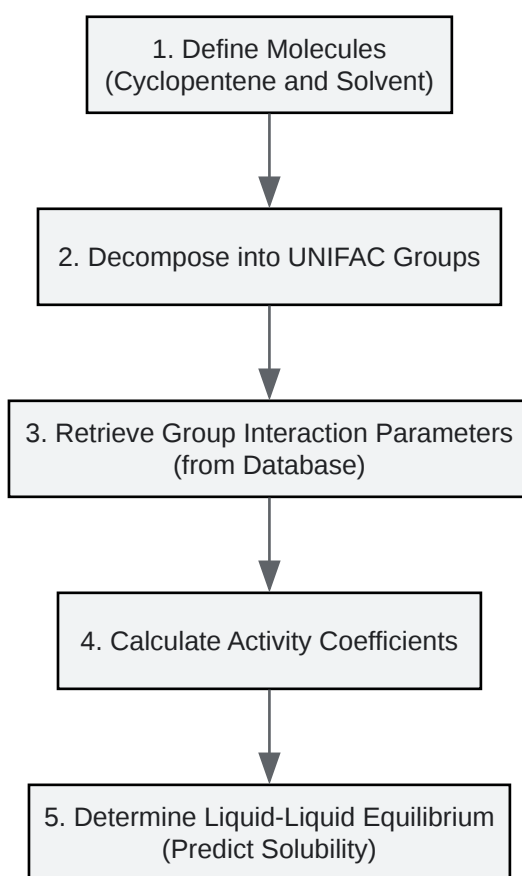 1. Define Molecules
(Cyclopentene and Solvent)
2. Decompose into UNIFAC Groups
3. Retrieve Group Interaction Parameters
(from Database)
4. Calculate Activity Coefficients
5. Determine Liquid-Liquid Equilibrium
(Predict Solubility)